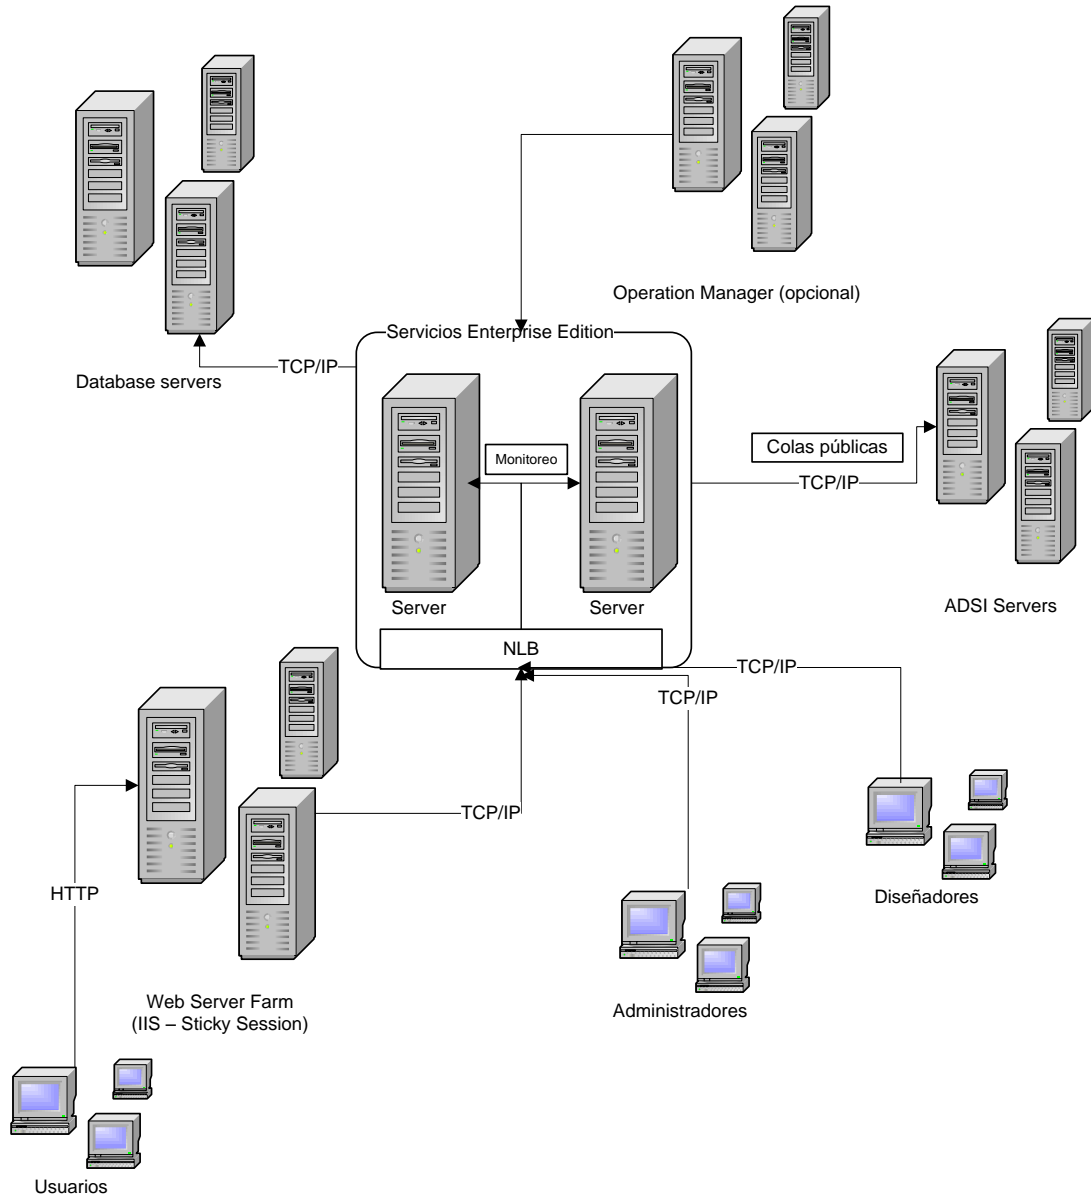 Operation Manager (opcional)
Servicios Enterprise Edition
TCP/IP
Database servers
Monitoreo
Colas públicas
TCP/IP
Server
Server
ADSI Servers
NLB
TCP/IP
TCP/IP
TCP/IP
HTTP
Diseñadores
Web Server Farm
(IIS – Sticky Session)
Administradores
Usuarios